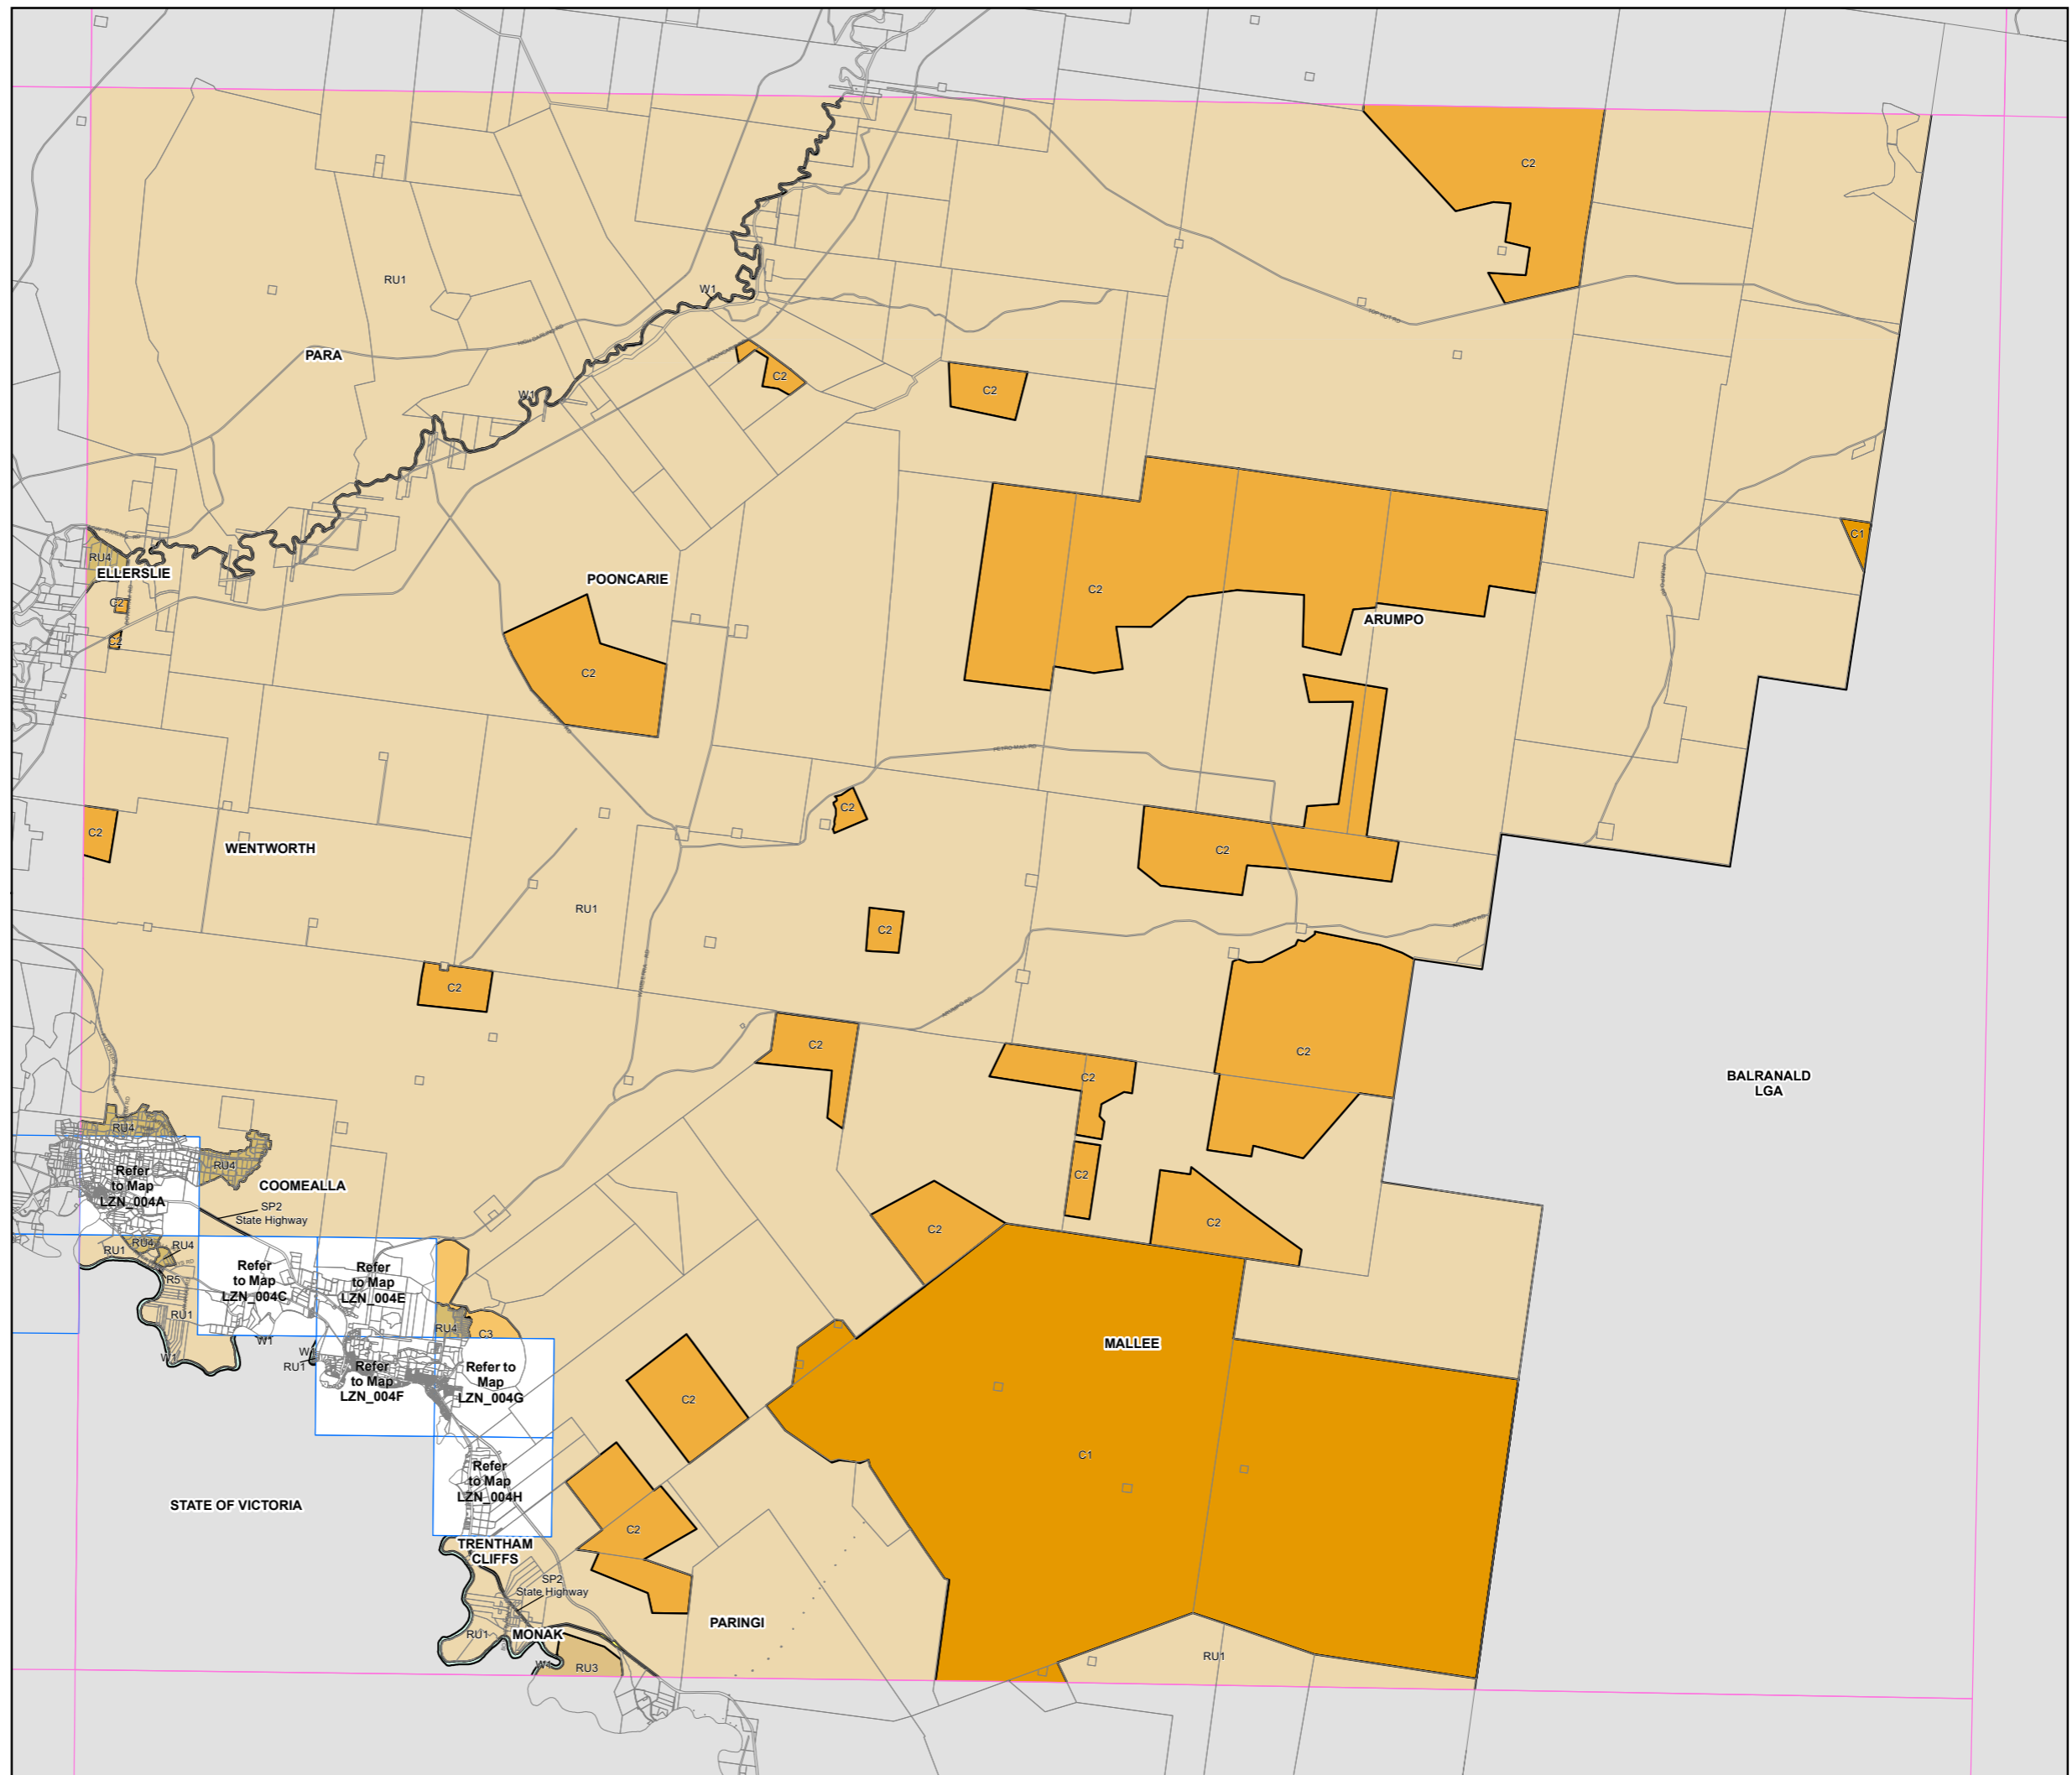 C2
RU1
W1
PARA
C2
W1
C2
RU4
ELLERSLIE
C1
POONCARIE
C2
C2
ARUMPO
C2
C2
C2
C2
C2
WENTWORTH
C2
RU1
C2
C2
C2
C2
C2
BALRANALD
LGA
RU4
RU4
Refer
to Map
LZN_004A
COOMEALLA
C2
SP2
State Highway
C2
C2
RU1
RU4
RU4
R5
Refer
to Map
LZN_004C
Refer
to Map
LZN_004E
RU1
RU4
C3
W1
W1
RU1
MALLEE
Refer
to Map
LZN_004F
Refer to
Map
LZN_004G
C2
C1
Refer
to Map
LZN_004H
STATE OF VICTORIA
C2
TRENTHAM
CLIFFS
SP2
State Highway
PARINGI
RU1
MONAK
W1
RU3
RU1